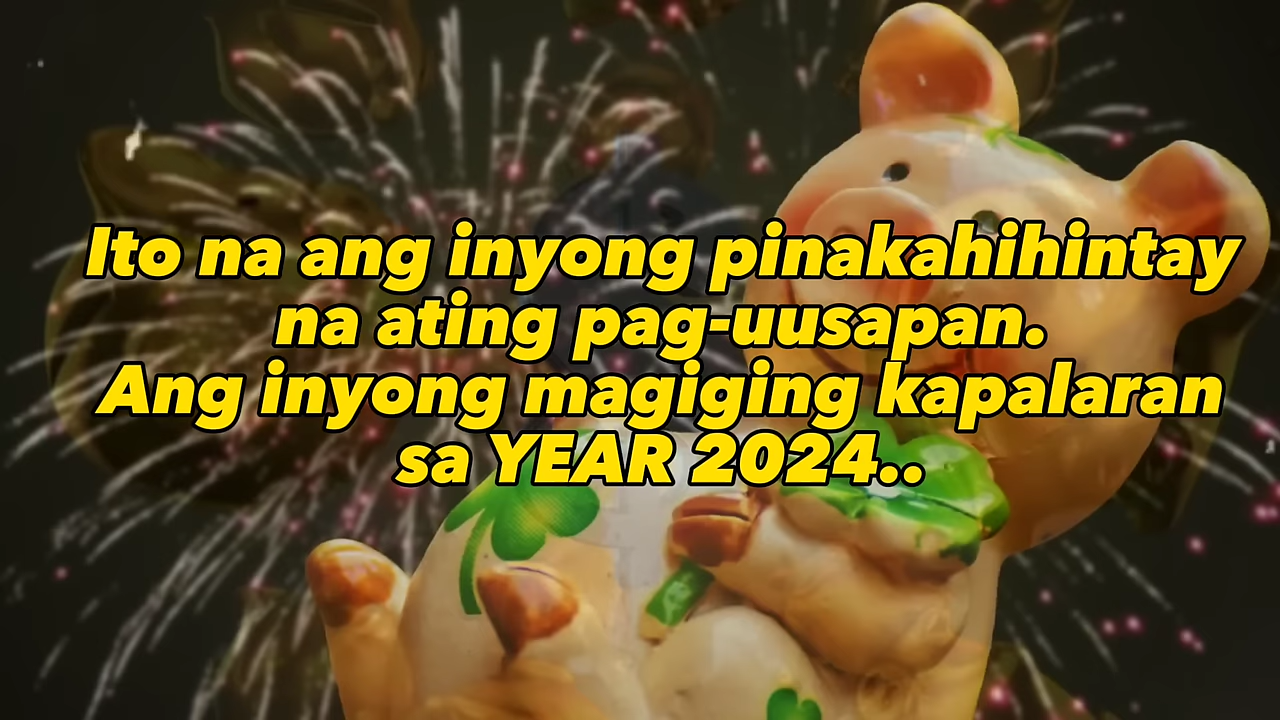 Ito na ang inyong pinakahihintay
na ating pag-uusapan.
Ang inyong magiging kapalaran
sa YEAR 2024..